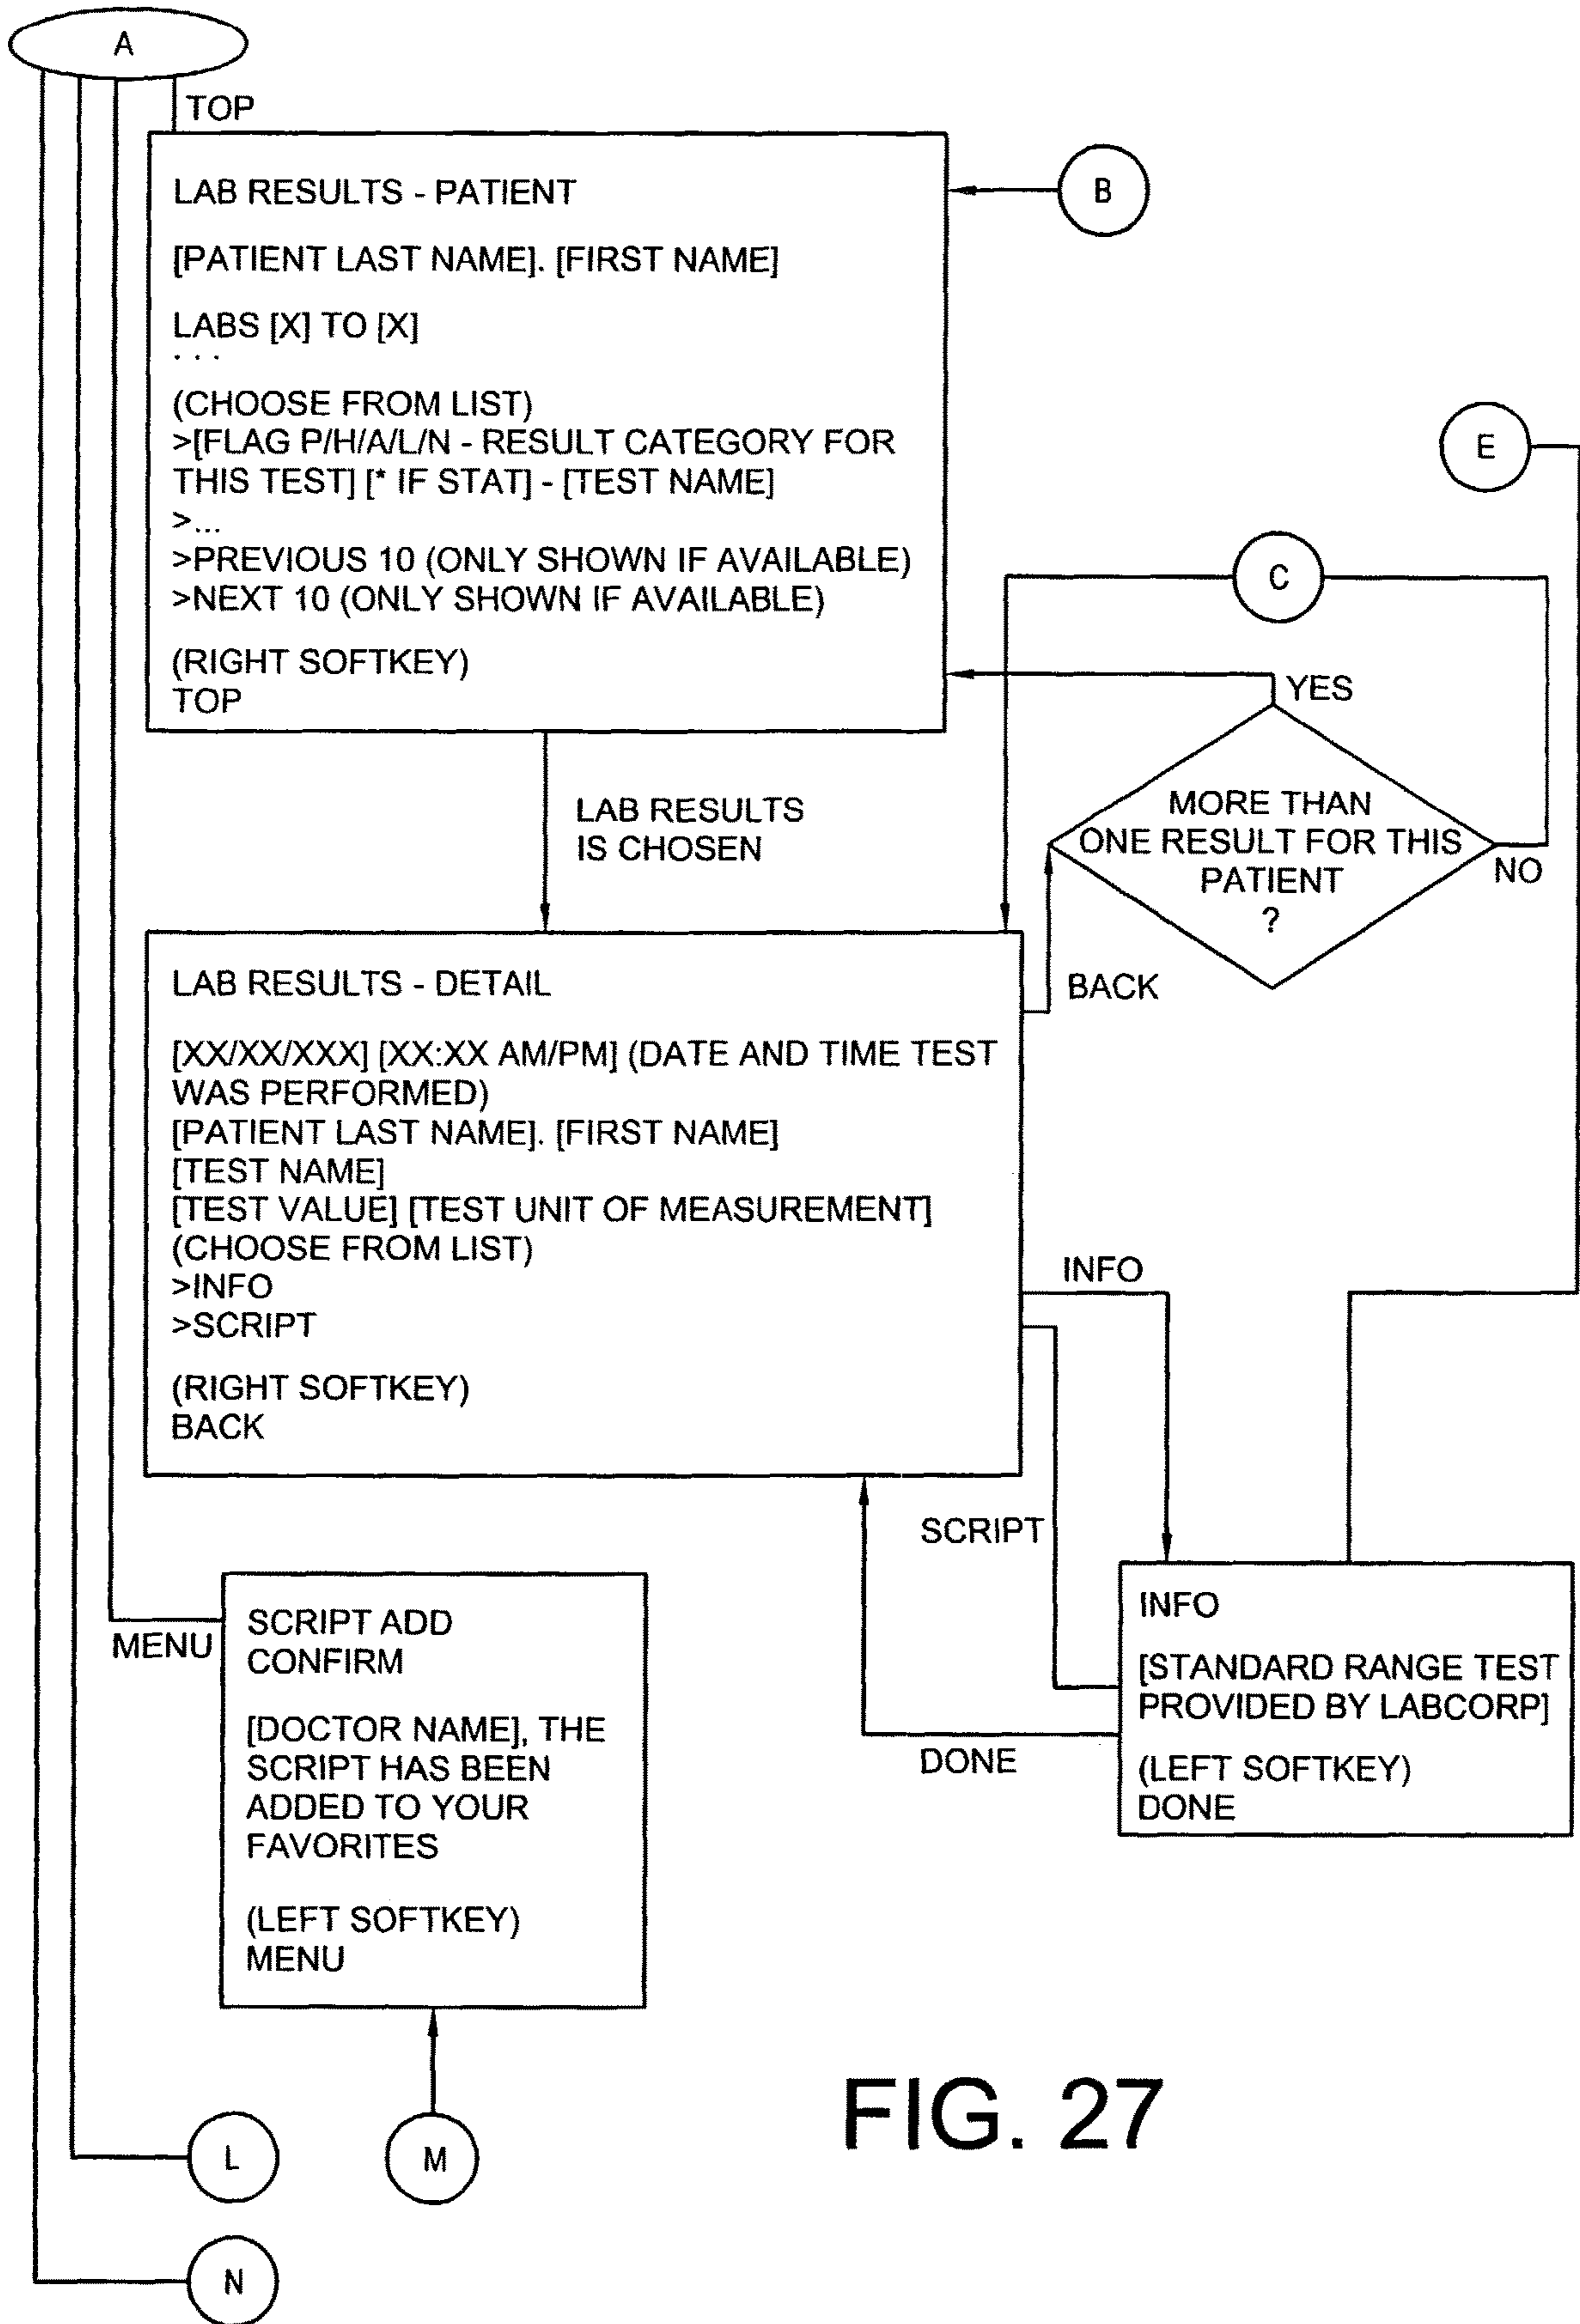 A
TOP
LAB RESULTS - PATIENT
[PATIENT LAST NAME]. [FIRST NAME]
LABS [X] TO [X]
. . .
(CHOOSE FROM LIST)
>[FLAG P/H/A/L/N - RESULT CATEGORY FOR
THIS TEST] [* IF STAT] - [TEST NAME]
>...
>PREVIOUS 10 (ONLY SHOWN IF AVAILABLE)
>NEXT 10 (ONLY SHOWN IF AVAILABLE)
(RIGHT SOFTKEY)
TOP
B
E
C
YES
MORE THAN
ONE RESULT FOR THIS
PATIENT
?
NO
LAB RESULTS
IS CHOSEN
BACK
LAB RESULTS - DETAIL
[XX/XX/XXX] [XX:XX AM/PM] (DATE AND TIME TEST
WAS PERFORMED)
[PATIENT LAST NAME]. [FIRST NAME]
[TEST NAME]
[TEST VALUE] [TEST UNIT OF MEASUREMENT]
(CHOOSE FROM LIST)
>INFO
>SCRIPT
(RIGHT SOFTKEY)
BACK
INFO
SCRIPT
DONE
INFO
[STANDARD RANGE TEST
PROVIDED BY LABCORP]
(LEFT SOFTKEY)
DONE
MENU
SCRIPT ADD
CONFIRM
[DOCTOR NAME], THE
SCRIPT HAS BEEN
ADDED TO YOUR
FAVORITES
(LEFT SOFTKEY)
MENU
L
M
N
FIG. 27